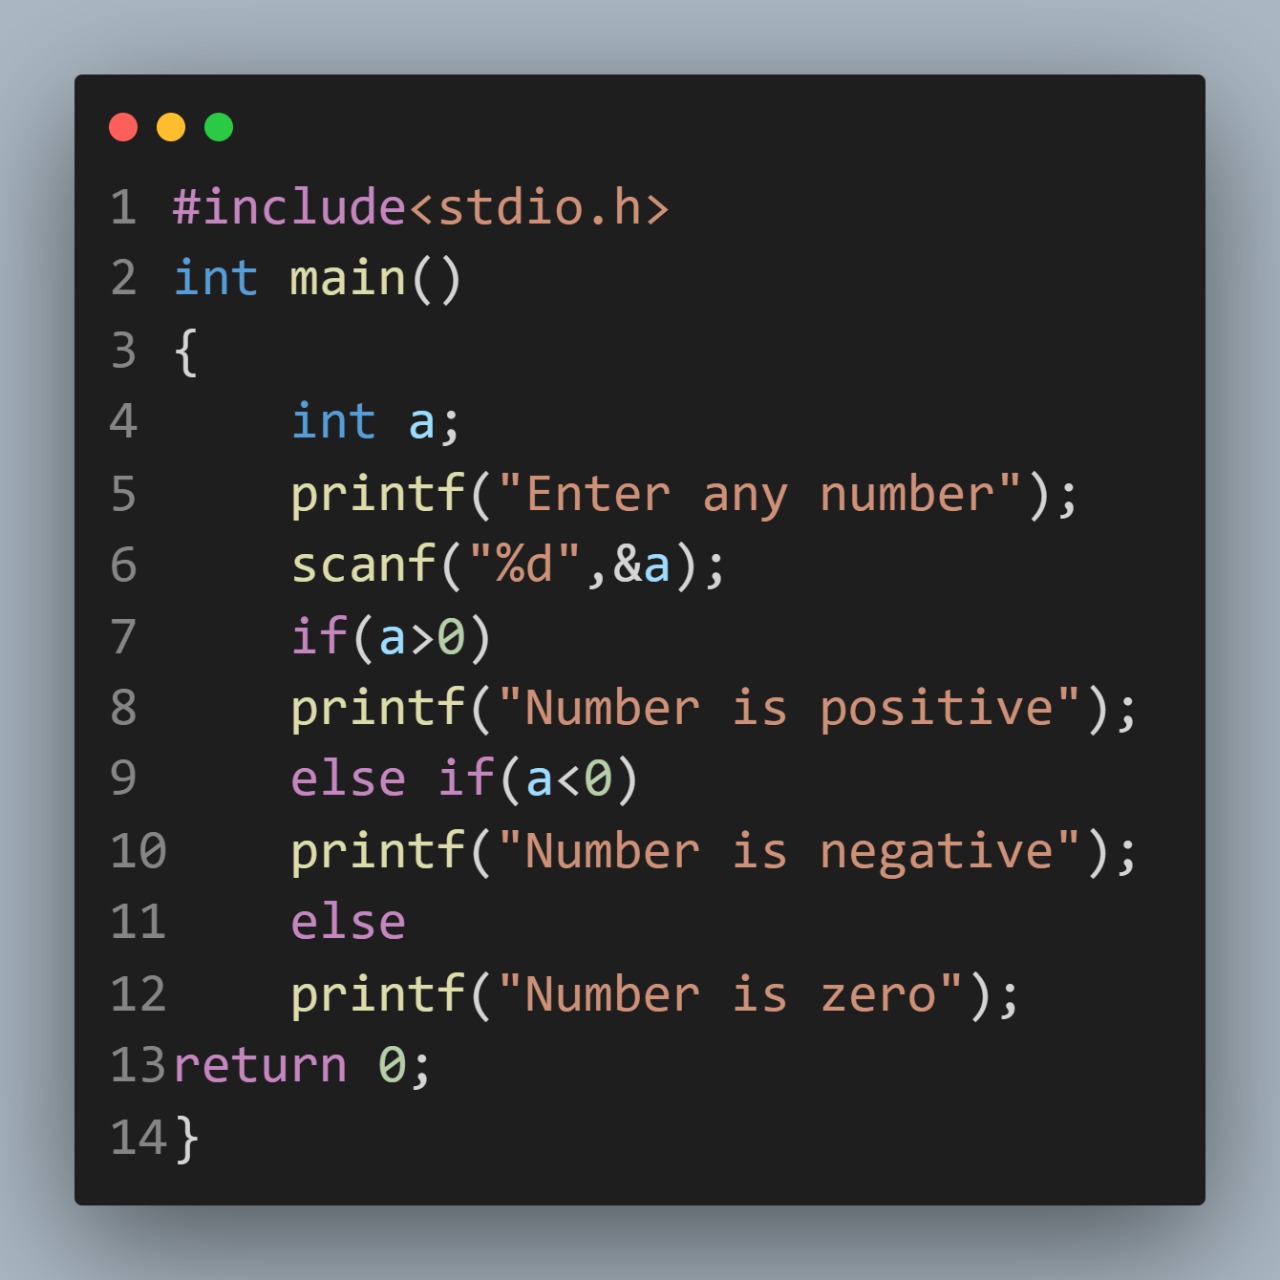 1 #include<stdio.h>
2 int main()
3 {
4     int a;
5     printf("Enter any number");
6     scanf("%d",&a);
7     if(a>0)
8     printf("Number is positive");
9     else if(a<0)
10    printf("Number is negative");
11    else
12    printf("Number is zero");
13return 0;
14}